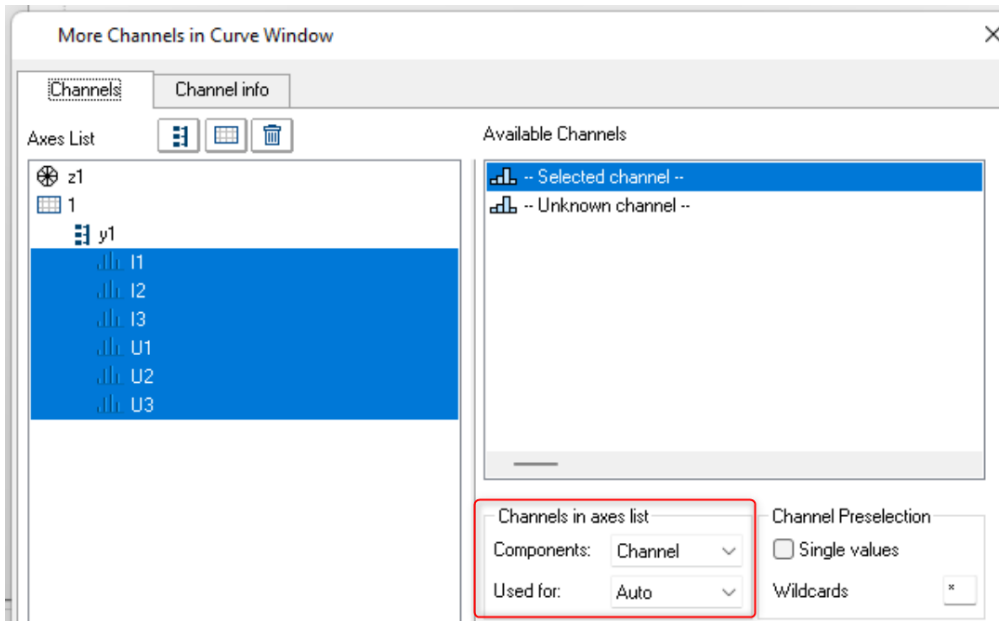 More Channels in Curve Window
Channels
Channel info
Axes List
z1
1
y1
I1
I2
I3
U1
U2
U3
Available Channels
-- Selected channel --
-- Unknown channel --
Channels in axes list
Components: Channel
Used for: Auto
Channel Preselection
Single values
Wildcards *